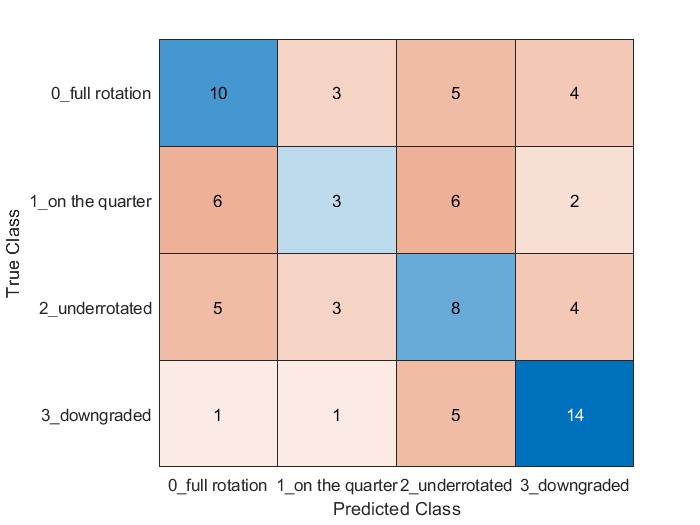 0_full rotation 10 3 5 4
1_on the quarter 6 3 6 2
2_underrotated 5 3 8 4
3_downgraded 1 1 5 14
0_full rotation 1_on the quarter 2_underrotated 3_downgraded
Predicted Class
True Class